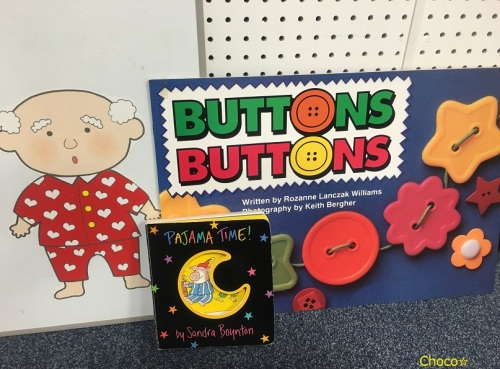 BUTTONS
BUTTONS
Written by Rozanne Lanczak Williams
Photography by Keith Bergher
PAJAMA TIME!
by Sandra Boynton
Choco☆